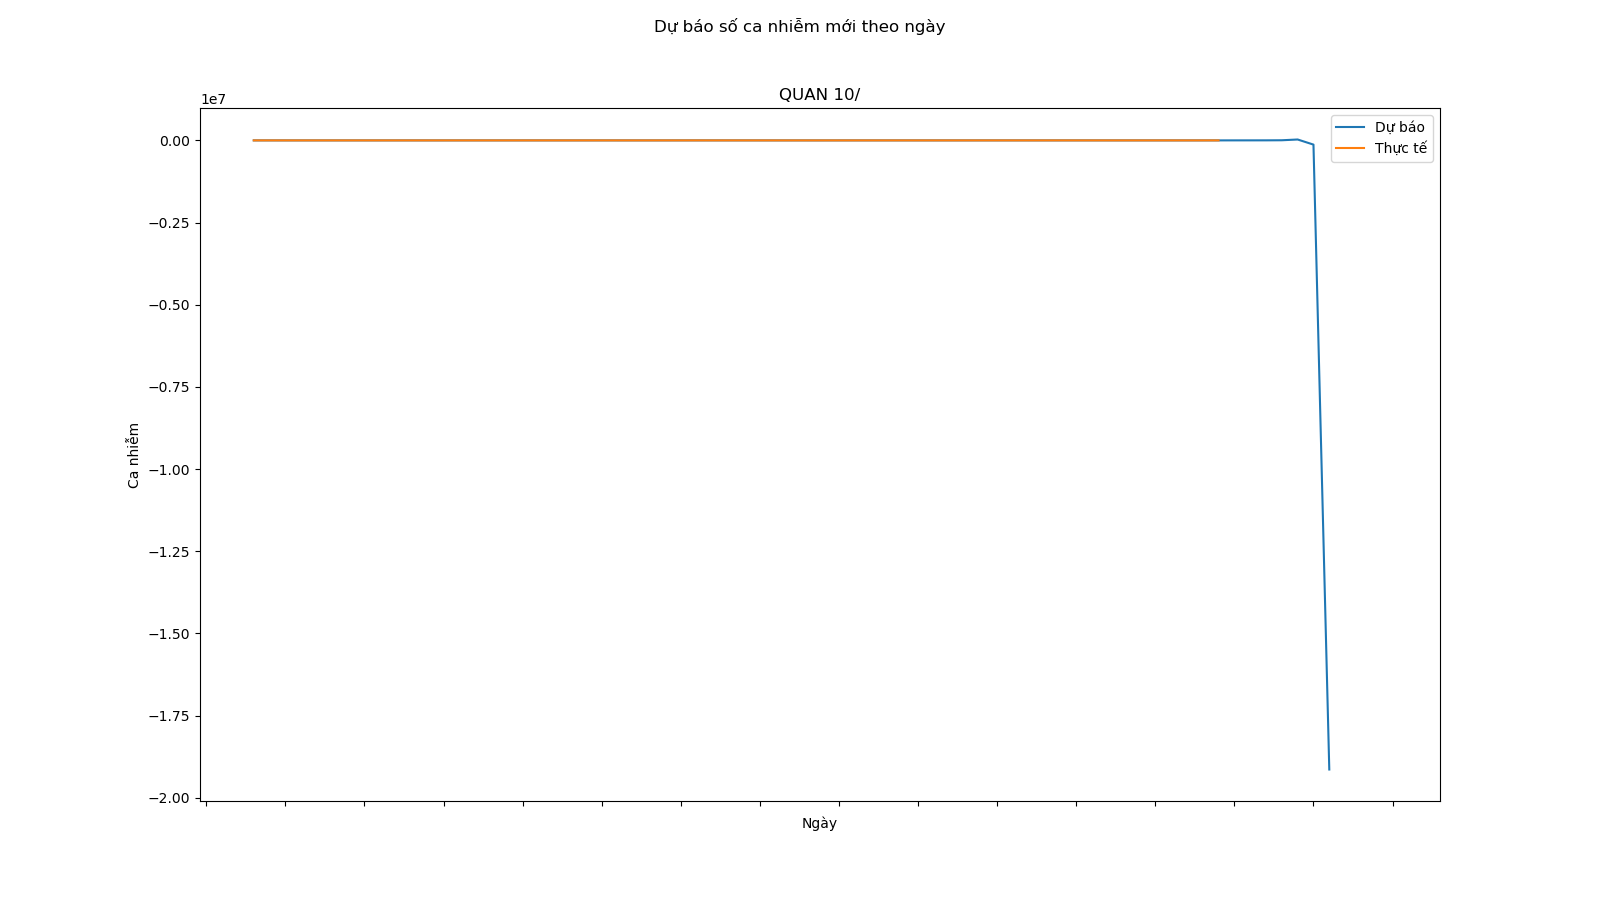 Dự báo số ca nhiễm mới theo ngày
QUAN 10/
1e7
Dự báo
Thực tế
0.00
−0.25
−0.50
−0.75
−1.00
−1.25
−1.50
−1.75
−2.00
Ca nhiễm
Ngày